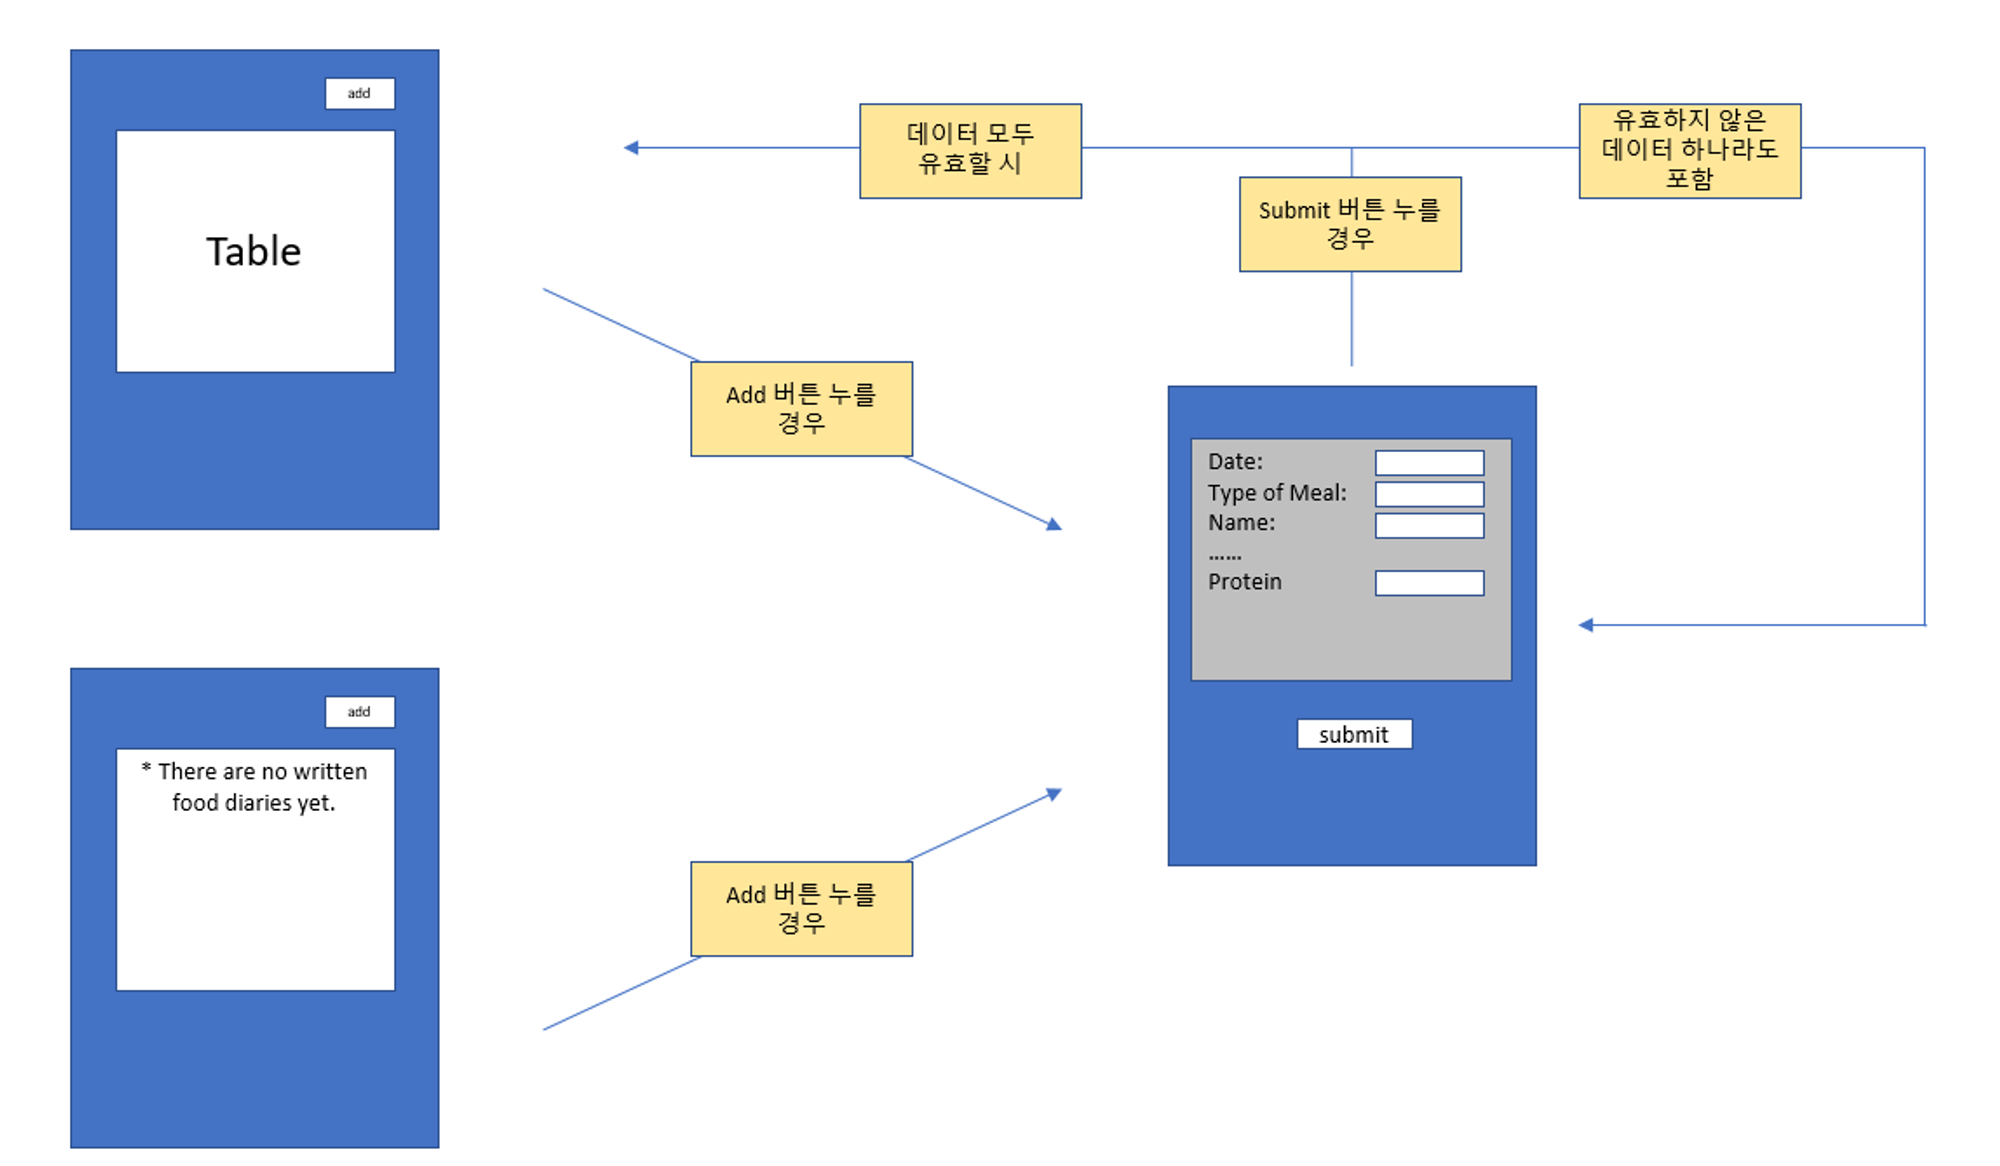 add
Table
데이터 모두
유효할 시
Submit 버튼 누를
경우
유효하지 않은
데이터 하나라도
포함
Add 버튼 누를
경우
Date:
Type of Meal:
Name:
……
Protein
submit
add
* There are no written
food diaries yet.
Add 버튼 누를
경우